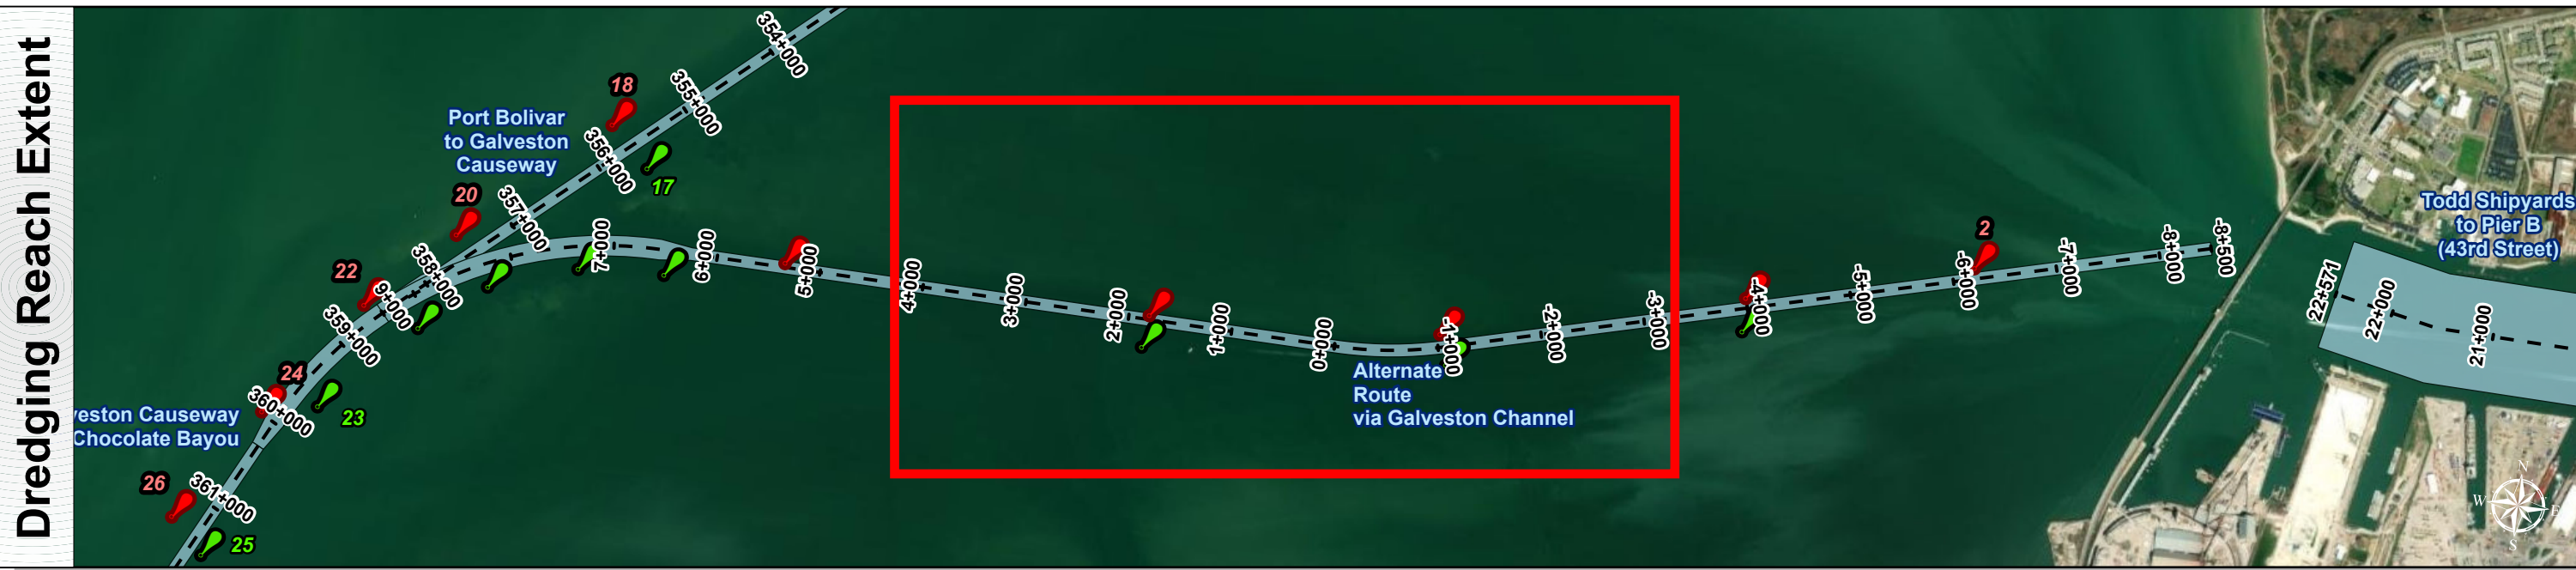 Dredging Reach Extent
354+000
355+000
18
Port Bolivar
to Galveston
Causeway
356+000
17
20
357+000
22
358+000
9+000
7+000
6+000
5+000
4+000
3+000
2+000
1+000
0+000
-1+000
-2+000
-3+000
-4+000
-5+000
-6+000
2
-7+000
-8+000
-8+500
Todd Shipyards
to Pier B
(43rd Street)
22+571
22+000
21+000
359+000
24
360+000
23
veston Causeway
Chocolate Bayou
Alternate
Route
via Galveston Channel
26
361+000
25
N
W
E
S